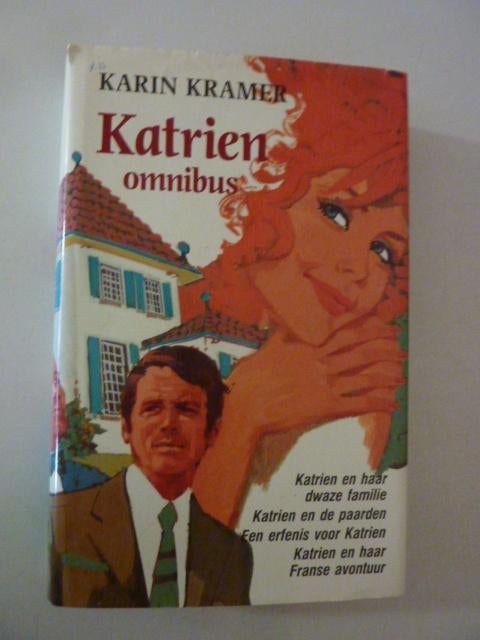 KARIN KRAMER
Katrien
omnibus
Katrien en haar
dwaze familie
Katrien en de paarden
Een erfenis voor Katrien
Katrien en haar
Franse avontuur